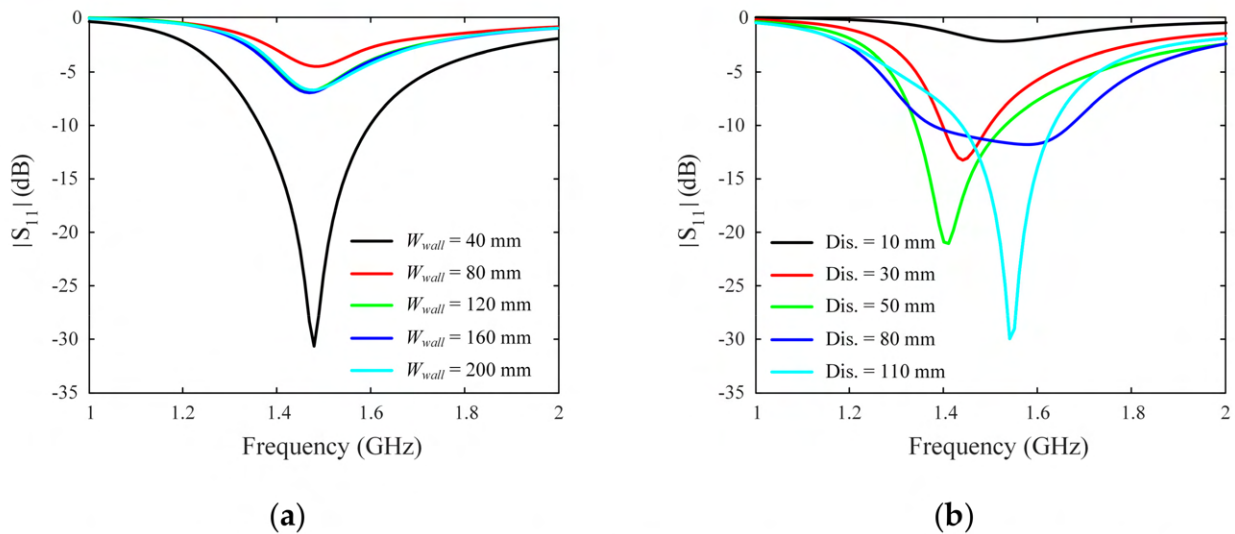 0
-5
-10
-15
-20
-25
-30
-35
|S11| (dB)
W_wall = 40 mm
W_wall = 80 mm
W_wall = 120 mm
W_wall = 160 mm
W_wall = 200 mm
1 1.2 1.4 1.6 1.8 2
Frequency (GHz)
(a)
0
-5
-10
-15
-20
-25
-30
-35
|S11| (dB)
Dis. = 10 mm
Dis. = 30 mm
Dis. = 50 mm
Dis. = 80 mm
Dis. = 110 mm
1 1.2 1.4 1.6 1.8 2
Frequency (GHz)
(b)